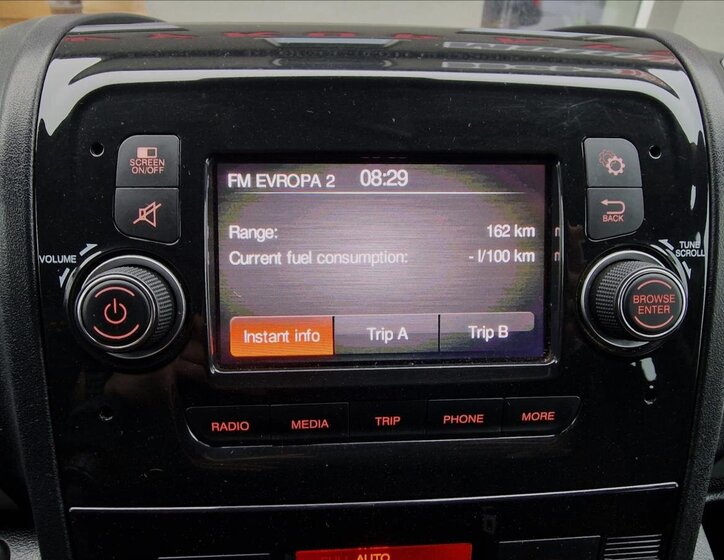 FM EVROPA 2 08:29
SCREEN
ON/OFF
BACK
Range: 162 km
Current fuel consumption: - l/100 km
VOLUME
TUNE
SCROLL
BROWSE
ENTER
Instant info Trip A Trip B
RADIO MEDIA TRIP PHONE MORE
FULL AUTO